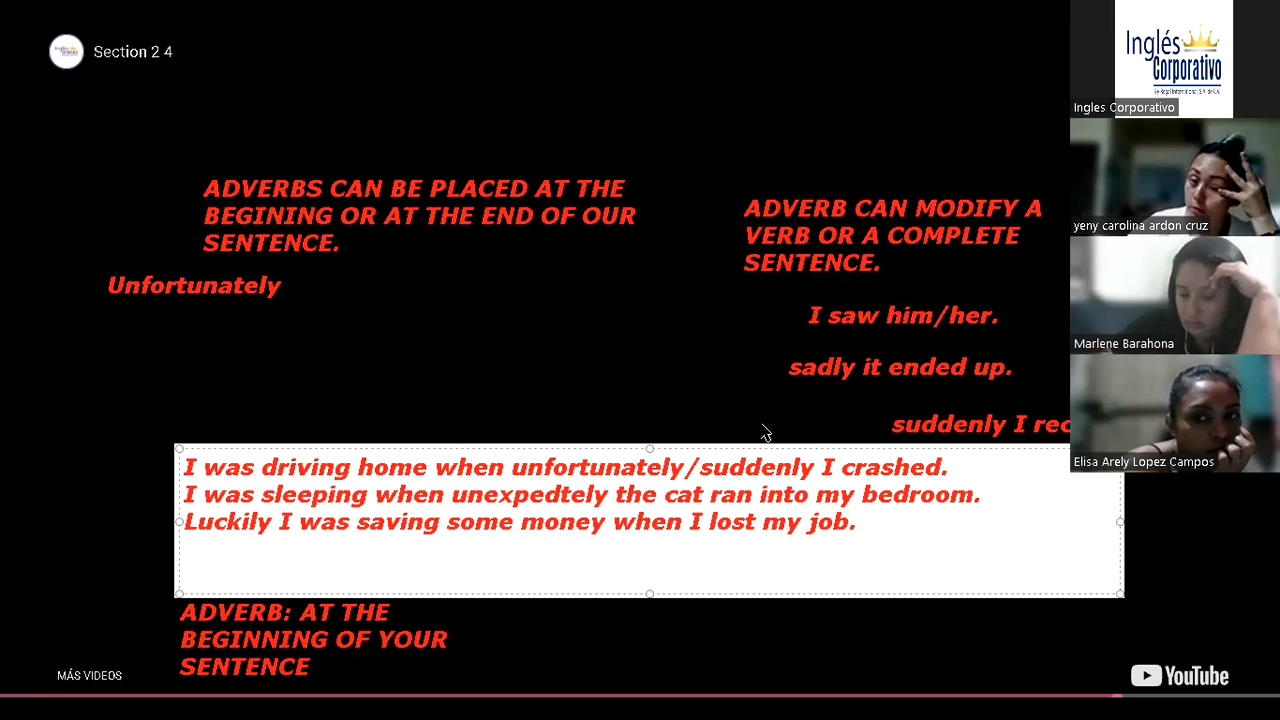 Section 2 4
ADVERBS CAN BE PLACED AT THE
BEGINING OR AT THE END OF OUR
SENTENCE.
Unfortunately
ADVERB CAN MODIFY A
VERB OR A COMPLETE
SENTENCE.
I saw him/her.
sadly it ended up.
suddenly I rec
I was driving home when unfortunately/suddenly I crashed.
I was sleeping when unexpedtely the cat ran into my bedroom.
Luckily I was saving some money when I lost my job.
ADVERB: AT THE
BEGINNING OF YOUR
SENTENCE
MÁS VIDEOS
YouTube
Inglés
Corporativo
Ingles Corporativo
yeny carolina ardon cruz
Marlene Barahona
Elisa Arely Lopez Campos